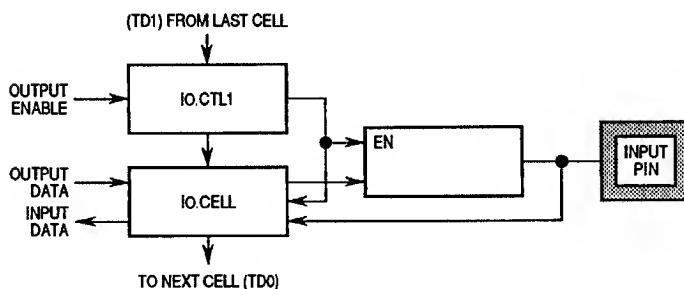 (TD1) FROM LAST CELL
OUTPUT
ENABLE
IO.CTL1
EN
INPUT
PIN
OUTPUT
DATA
INPUT
DATA
IO.CELL
TO NEXT CELL (TD0)